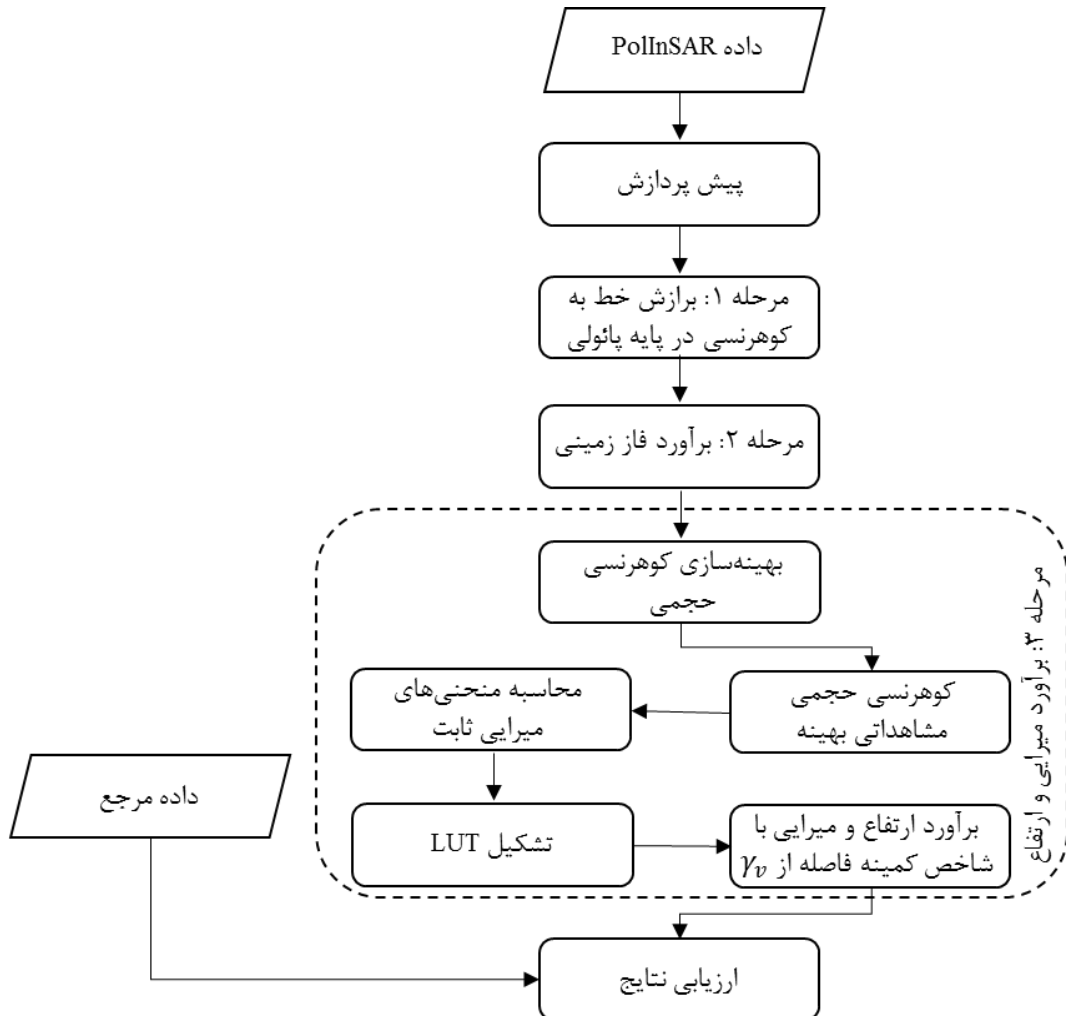 داده PolInSAR
پیش پردازش
مرحله ۱: برازش خط به
کوهرنسی در پایه پائولی
مرحله ۲: برآورد فاز زمینی
مرحله ۳: برآورد میرایی و ارتفاع
بهینه‌سازی کوهرنسی
حجمی
کوهرنسی حجمی
مشاهداتی بهینه
محاسبه منحنی‌های
میرایی ثابت
تشکیل LUT
برآورد ارتفاع و میرایی با
شاخص کمینه فاصله از γv
داده مرجع
ارزیابی نتایج